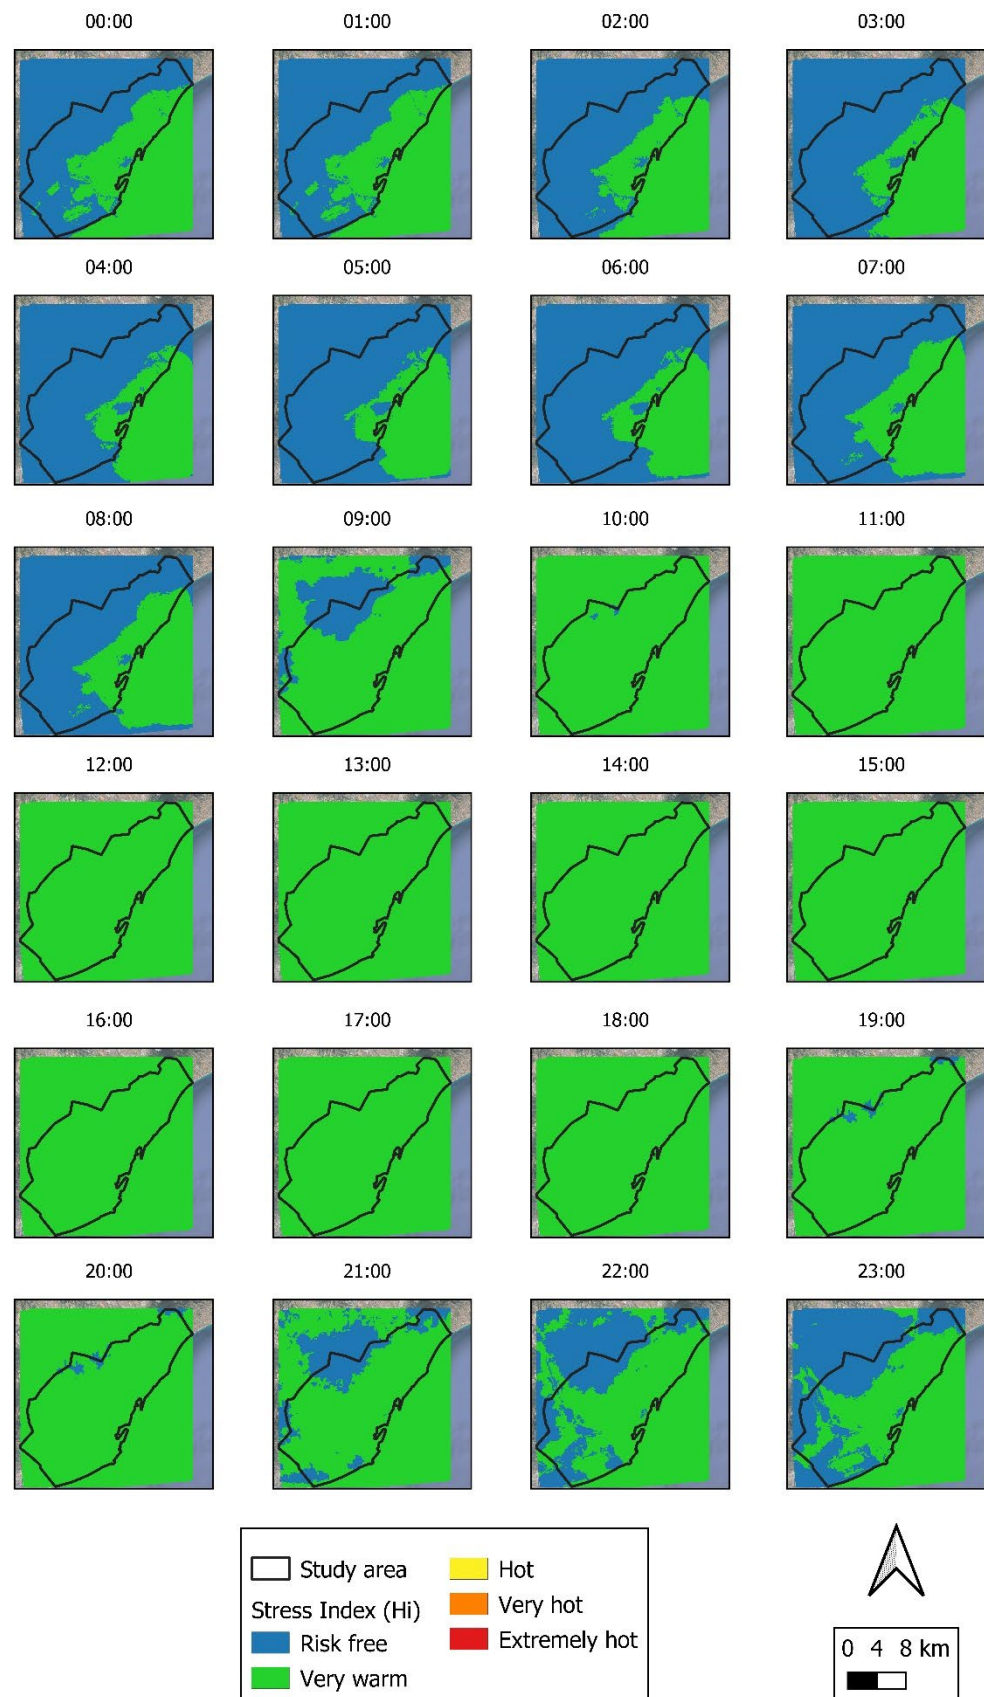 00:00 01:00 02:00 03:00
04:00 05:00 06:00 07:00
08:00 09:00 10:00 11:00
12:00 13:00 14:00 15:00
16:00 17:00 18:00 19:00
20:00 21:00 22:00 23:00
Study area
Stress Index (Hi)
Risk free
Very warm
Hot
Very hot
Extremely hot
0 4 8 km